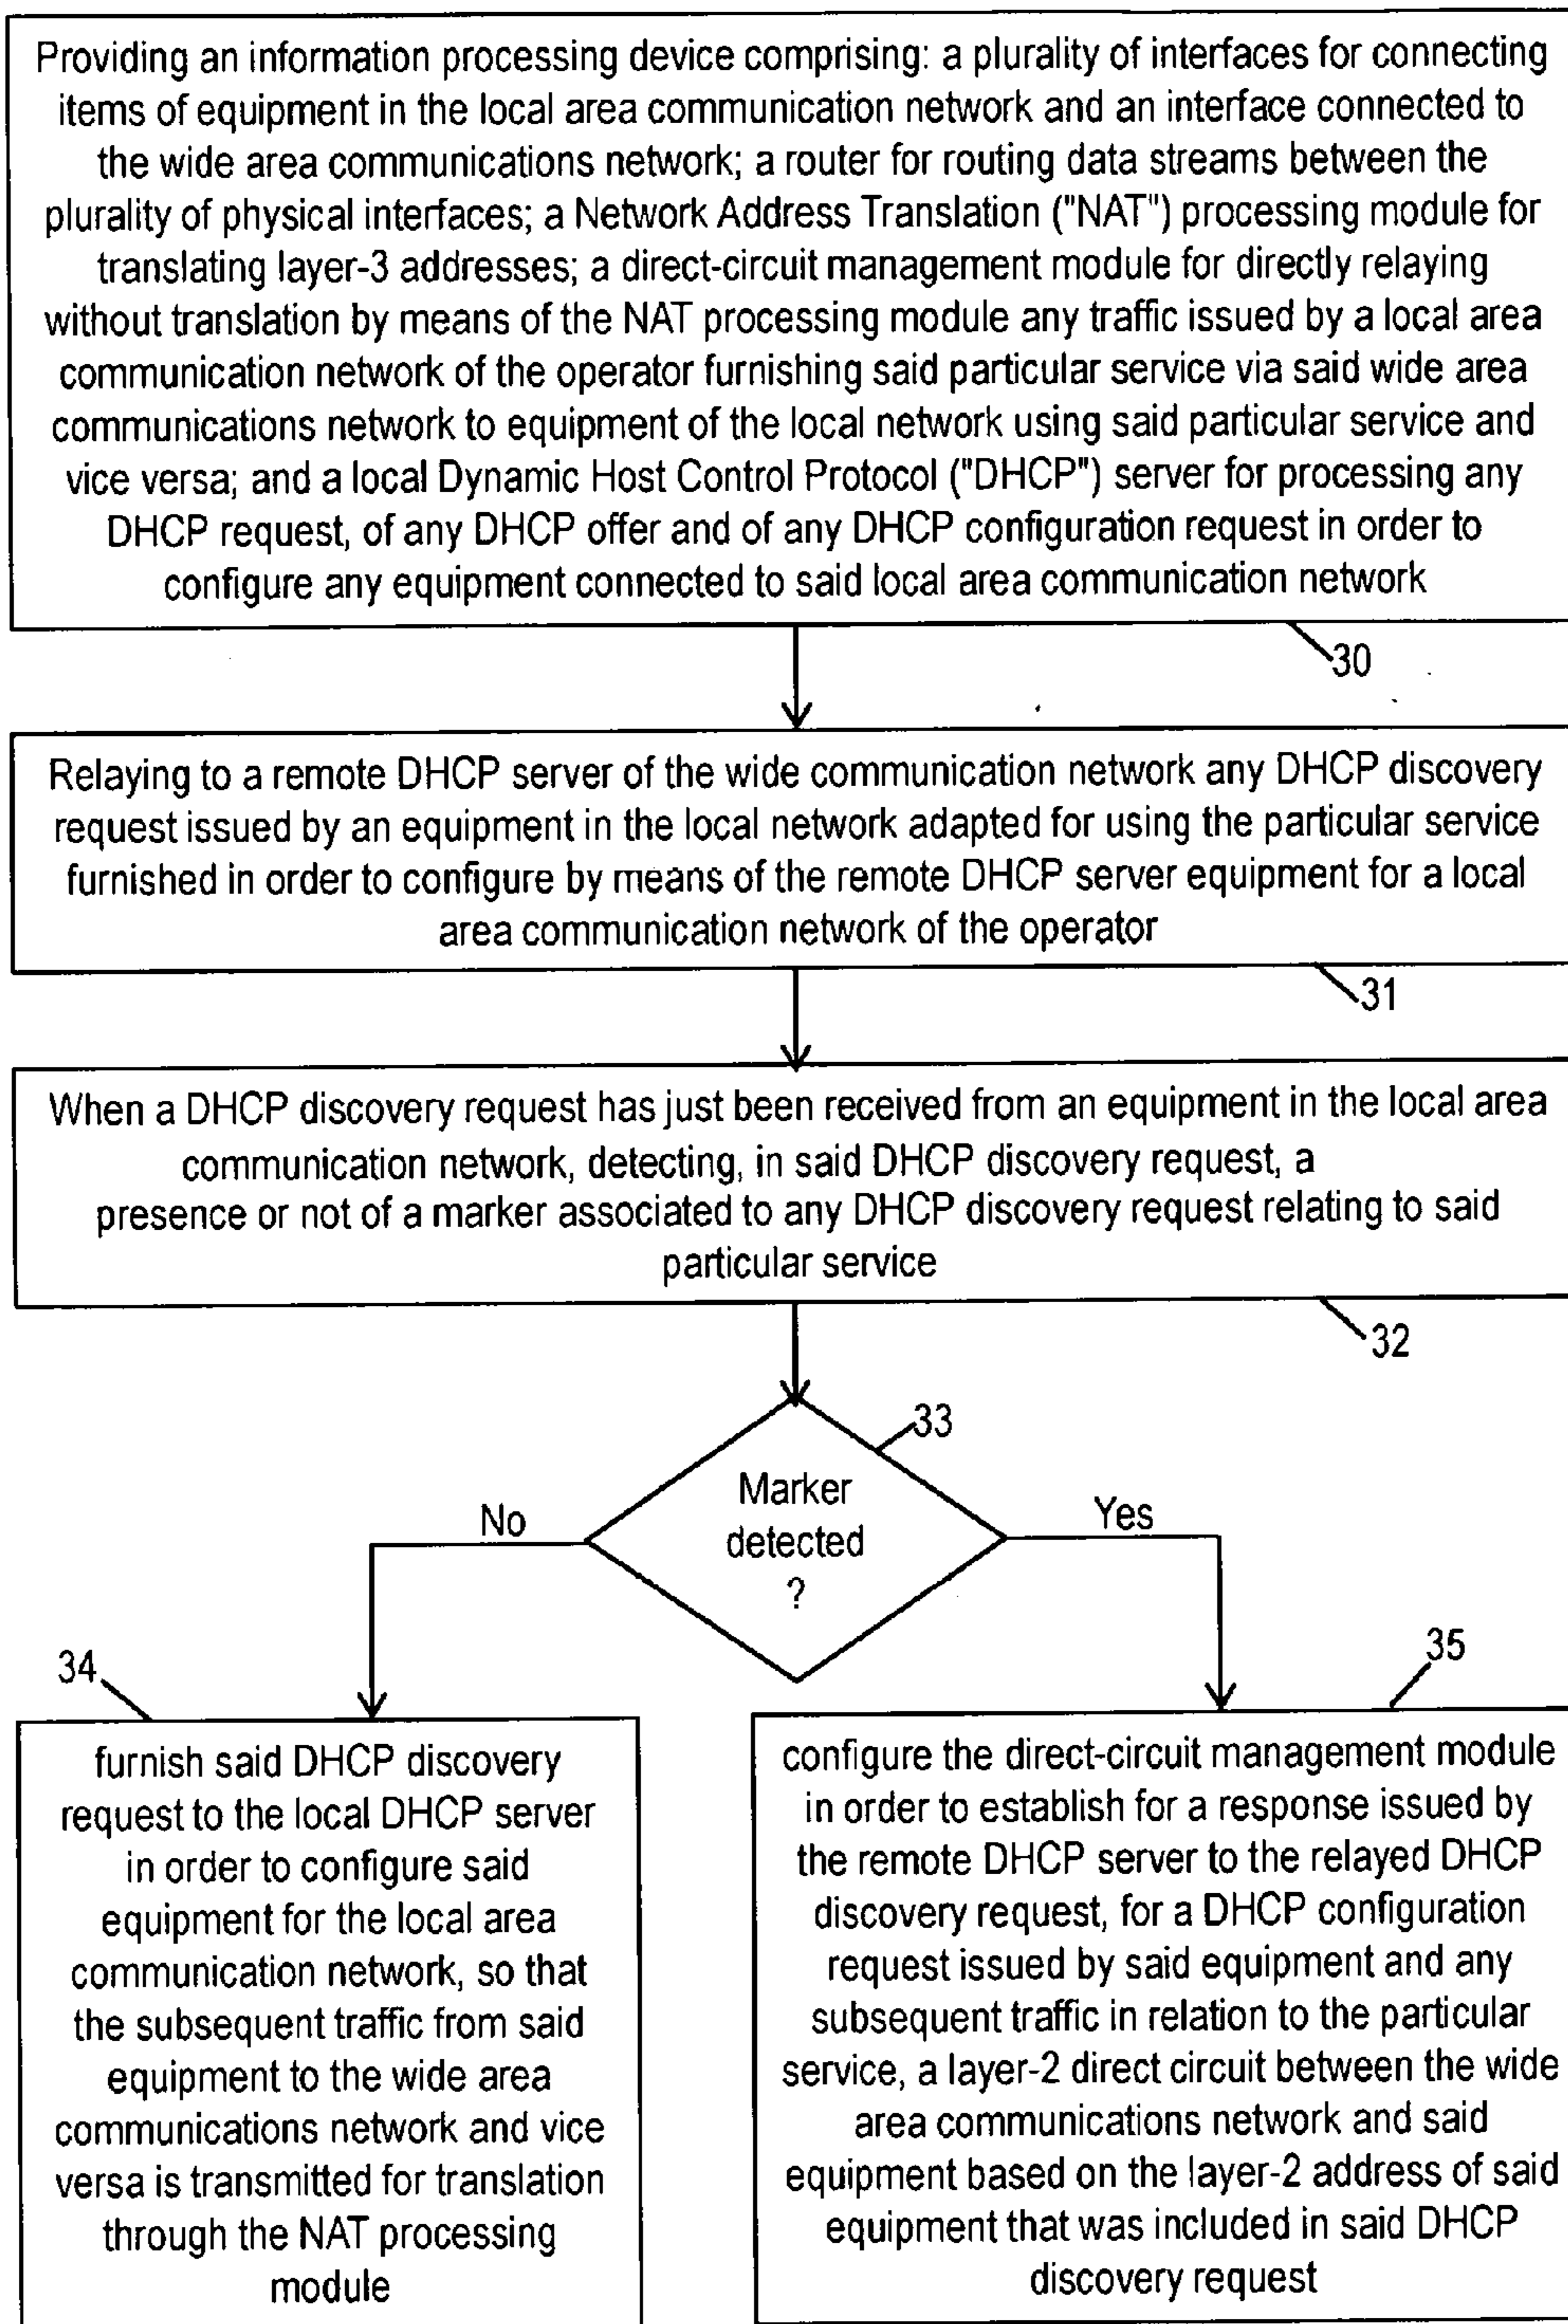 Providing an information processing device comprising: a plurality of interfaces for connecting
items of equipment in the local area communication network and an interface connected to
the wide area communications network; a router for routing data streams between the
plurality of physical interfaces; a Network Address Translation ("NAT") processing module for
translating layer-3 addresses; a direct-circuit management module for directly relaying
without translation by means of the NAT processing module any traffic issued by a local area
communication network of the operator furnishing said particular service via said wide area
communications network to equipment of the local network using said particular service and
vice versa; and a local Dynamic Host Control Protocol ("DHCP") server for processing any
DHCP request, of any DHCP offer and of any DHCP configuration request in order to
configure any equipment connected to said local area communication network
30
Relaying to a remote DHCP server of the wide communication network any DHCP discovery
request issued by an equipment in the local network adapted for using the particular service
furnished in order to configure by means of the remote DHCP server equipment for a local
area communication network of the operator
31
When a DHCP discovery request has just been received from an equipment in the local area
communication network, detecting, in said DHCP discovery request, a
presence or not of a marker associated to any DHCP discovery request relating to said
particular service
32
33
Marker
detected
?
No
Yes
34
furnish said DHCP discovery
request to the local DHCP server
in order to configure said
equipment for the local area
communication network, so that
the subsequent traffic from said
equipment to the wide area
communications network and vice
versa is transmitted for translation
through the NAT processing
module
35
configure the direct-circuit management module
in order to establish for a response issued by
the remote DHCP server to the relayed DHCP
discovery request, for a DHCP configuration
request issued by said equipment and any
subsequent traffic in relation to the particular
service, a layer-2 direct circuit between the wide
area communications network and said
equipment based on the layer-2 address of said
equipment that was included in said DHCP
discovery request